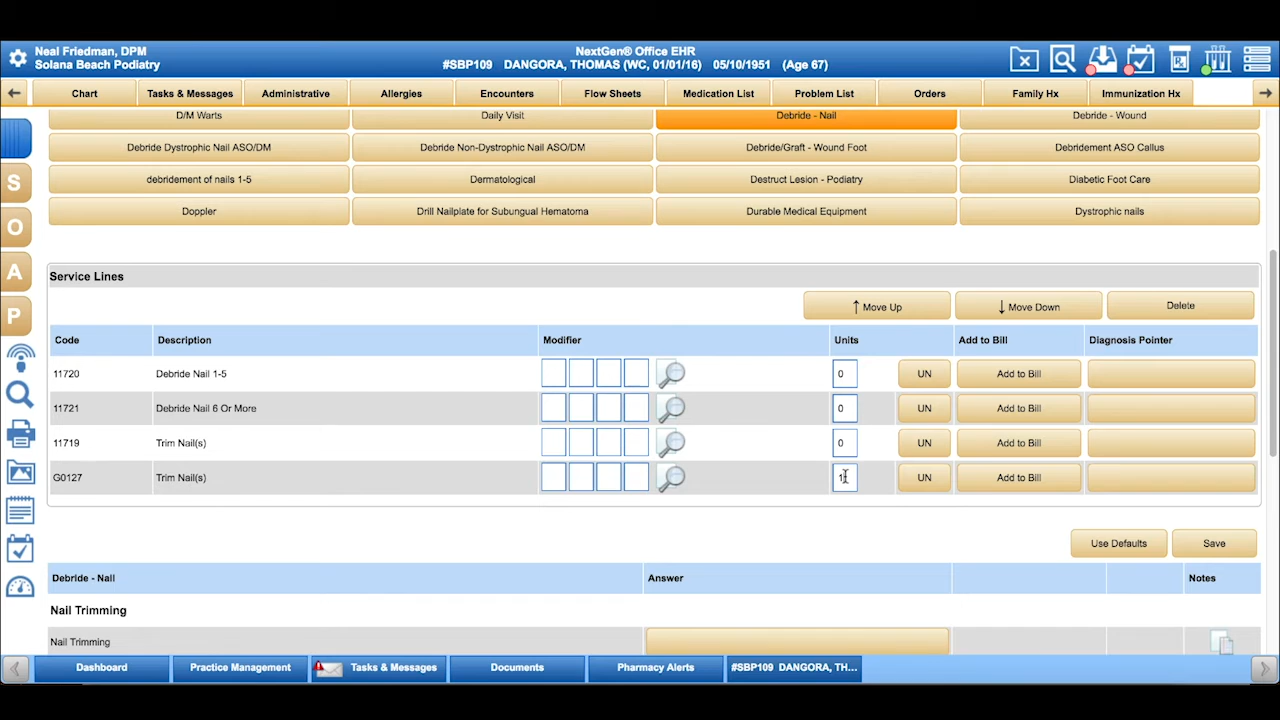 Neal Friedman, DPM
Solana Beach Podiatry
NextGen® Office EHR
#SBP109 DANGORA, THOMAS (WC, 01/01/16) 05/10/1951 (Age 67)
Chart Tasks & Messages Administrative Allergies Encounters Flow Sheets Medication List Problem List Orders Family Hx Immunization Hx
D/M Warts Daily Visit Debride - Nail Debride - Wound
Debride Dystrophic Nail ASO/DM Debride Non-Dystrophic Nail ASO/DM Debride/Graft - Wound Foot Debridement ASO Callus
debridement of nails 1-5 Dermatological Destruct Lesion - Podiatry Diabetic Foot Care
Doppler Drill Nailplate for Subungual Hematoma Durable Medical Equipment Dystrophic nails
S
O
A
P
Service Lines
↑ Move Up ↓ Move Down Delete
Code Description Modifier Units Add to Bill Diagnosis Pointer
11720 Debride Nail 1-5 0 UN Add to Bill
11721 Debride Nail 6 Or More 0 UN Add to Bill
11719 Trim Nail(s) 0 UN Add to Bill
G0127 Trim Nail(s) 1 UN Add to Bill
Use Defaults Save
Debride - Nail Answer Notes
Nail Trimming
Nail Trimming
Dashboard Practice Management Tasks & Messages Documents Pharmacy Alerts #SBP109 DANGORA, TH...